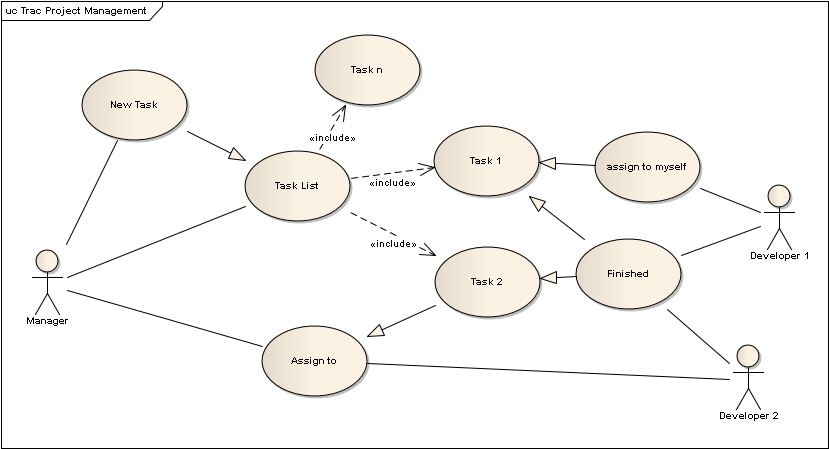 uc Trac Project Management
Task n
New Task
«include»
Task 1
assign to myself
Task List
«include»
«include»
Developer 1
Finished
Task 2
Manager
Assign to
Developer 2